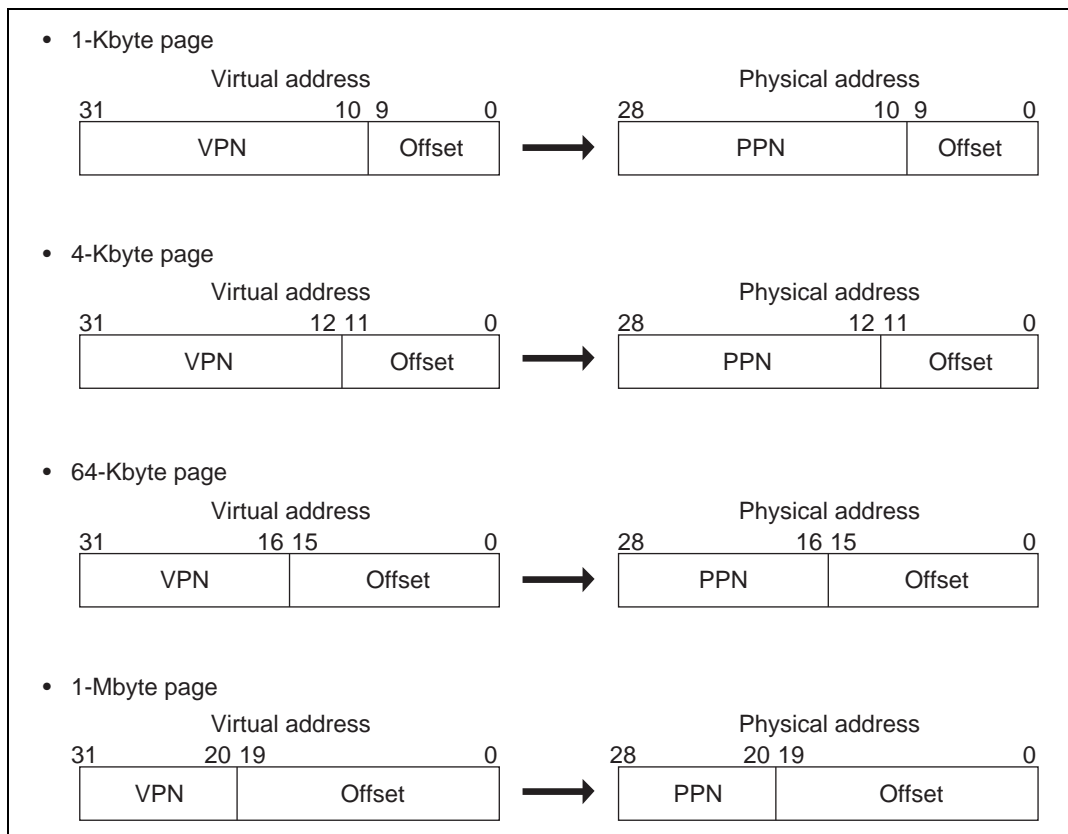 • 1-Kbyte page
Virtual address Physical address
31 10 9 0 28 10 9 0
VPN Offset PPN Offset
• 4-Kbyte page
Virtual address Physical address
31 12 11 0 28 12 11 0
VPN Offset PPN Offset
• 64-Kbyte page
Virtual address Physical address
31 16 15 0 28 16 15 0
VPN Offset PPN Offset
• 1-Mbyte page
Virtual address Physical address
31 20 19 0 28 20 19 0
VPN Offset PPN Offset